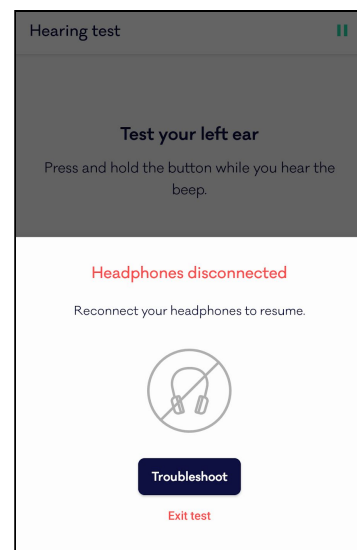 Hearing test
Test your left ear
Press and hold the button while you hear the
beep.
Headphones disconnected
Reconnect your headphones to resume.
Troubleshoot
Exit test